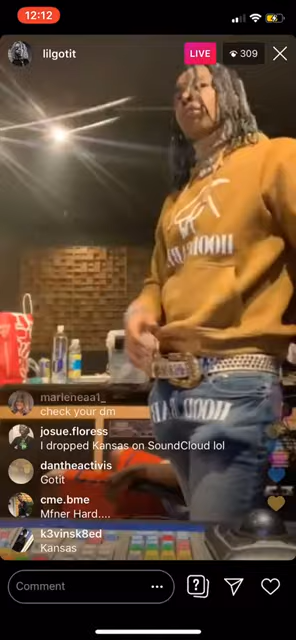 12:12
lilgotit
LIVE
309
marleneaa1_
check your dm
josue.floress
I dropped Kansas on SoundCloud lol
dantheactivis
Gotit
cme.bme
Mfner Hard....
k3vinsk8ed
Kansas
Comment